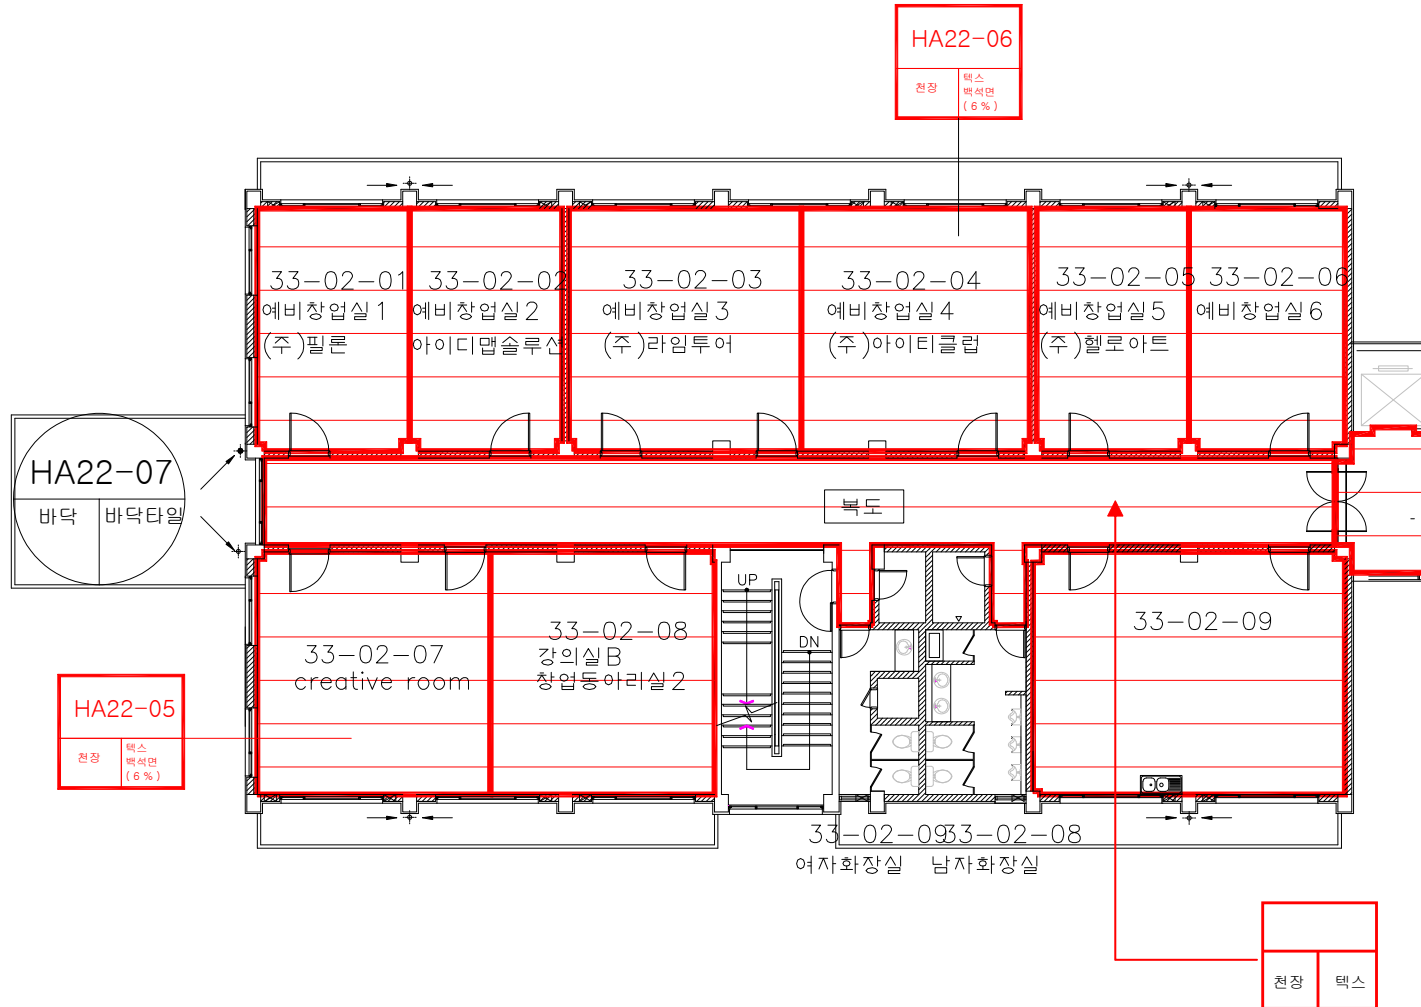 HA22-06
천장
텍스
백석면
(6%)
33-02-01
예비창업실1
(주)필론
33-02-02
예비창업실2
아이디맵솔루션
33-02-03
예비창업실3
(주)라임투어
33-02-04
예비창업실4
(주)아이티클럽
33-02-05
예비창업실5
(주)헬로아트
33-02-06
예비창업실6
HA22-07
바닥
바닥타일
복도
UP
DN
33-02-07
creative room
33-02-08
강의실B
창업동아리실2
33-02-09
HA22-05
천장
텍스
백석면
(6%)
33-02-09
여자화장실
33-02-08
남자화장실
천장
텍스